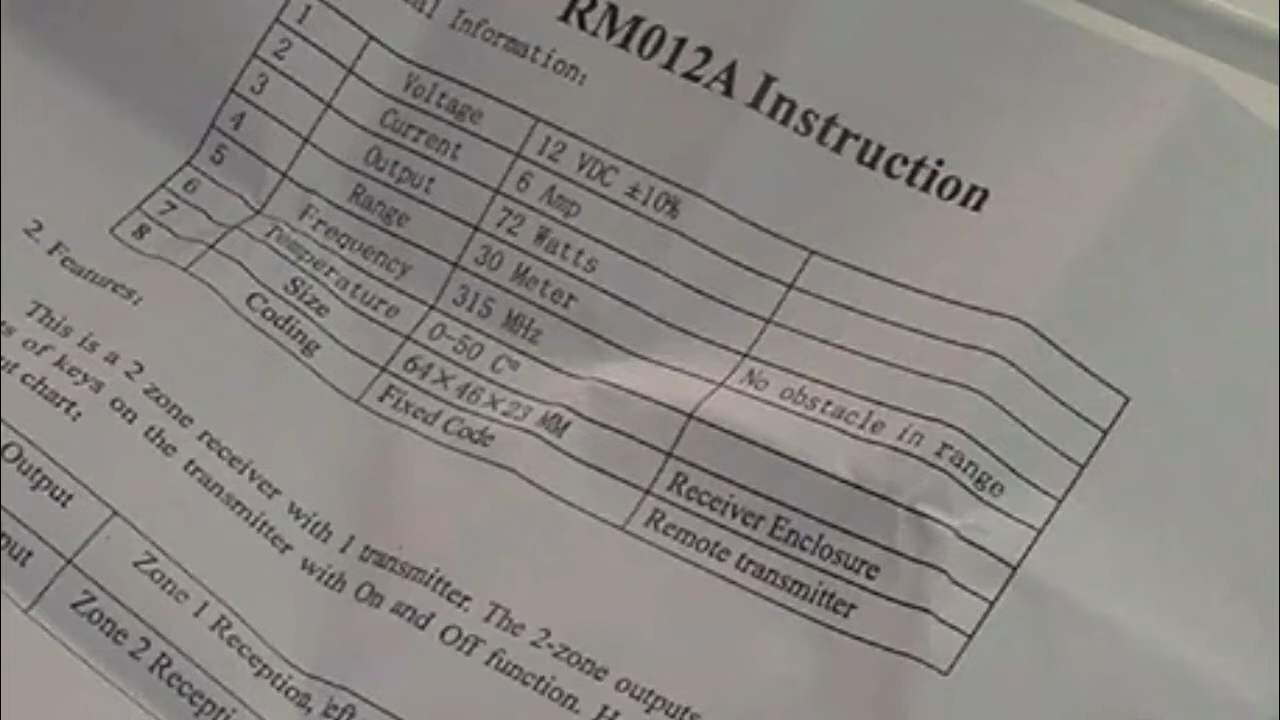 RM012A Instruction
Information:
1 Voltage 12 VDC ±10%
2 Current 6 Amp
3 Output 72 Watts
4 Range 30 Meter No obstacle in range
5 Frequency 315 MHz
6 Temperature 0-50 C°
7 Size 64×46×23 MM Receiver Enclosure
8 Coding Fixed Code Remote transmitter
2. Features:
This is a 2 zone receiver with 1 transmitter. The 2-zone outputs
of keys on the transmitter with On and Off function.
chart:
Output Zone 1 Reception,
Zone 2